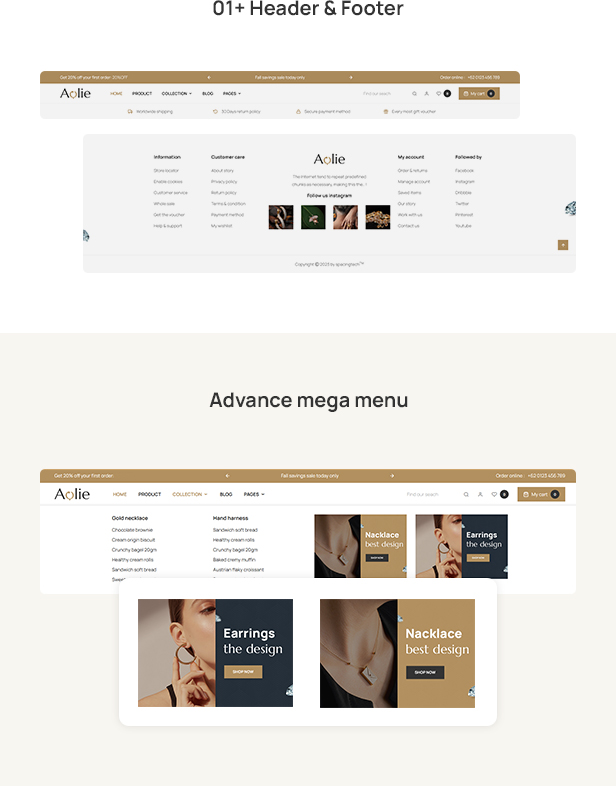 01+ Header & Footer
Get 20% off your first order: 20%OFF
Fall savings sale today only
Order online : +62 0123 456 789
Aolie
HOME PRODUCT COLLECTION BLOG PAGES
Find our search
My cart 0
0
Worldwide shipping
30 Days return policy
Secure payment method
Every most gift voucher
Information
Store locator
Enable cookies
Customer service
Wholesale
Get the voucher
Help & support
Customer care
About story
Privacy policy
Return policy
Terms & condition
Payment method
My wishlist
Aolie
The internet tend to repeat predefined
chunks as necessary, making this the. !
Follow us instagram
My account
Order & returns
Manage account
Saved items
Our story
Work with us
Contact us
Followed by
Facebook
Instagram
Dribbble
Twitter
Pinterest
Youtube
Copyright © 2023 by spacingtech™
Advance mega menu
Get 20% off your first order:
Fall savings sale today only
Order online : +62 0123 456 789
Aolie
HOME PRODUCT COLLECTION BLOG PAGES
Find our search
0
My cart 0
Gold necklace
Chocolate brownie
Cream origin biscuit
Crunchy bagel 20gm
Healthy cream rolls
Sandwich soft bread
Hand harness
Sandwich soft bread
Healthy cream rolls
Crunchy bagel 20gm
Baked cremy muffin
Austrian flaky croissant
Nacklace
best design
SHOP NOW
Earrings
the design
SHOP NOW
Earrings
the design
SHOP NOW
Nacklace
best design
SHOP NOW